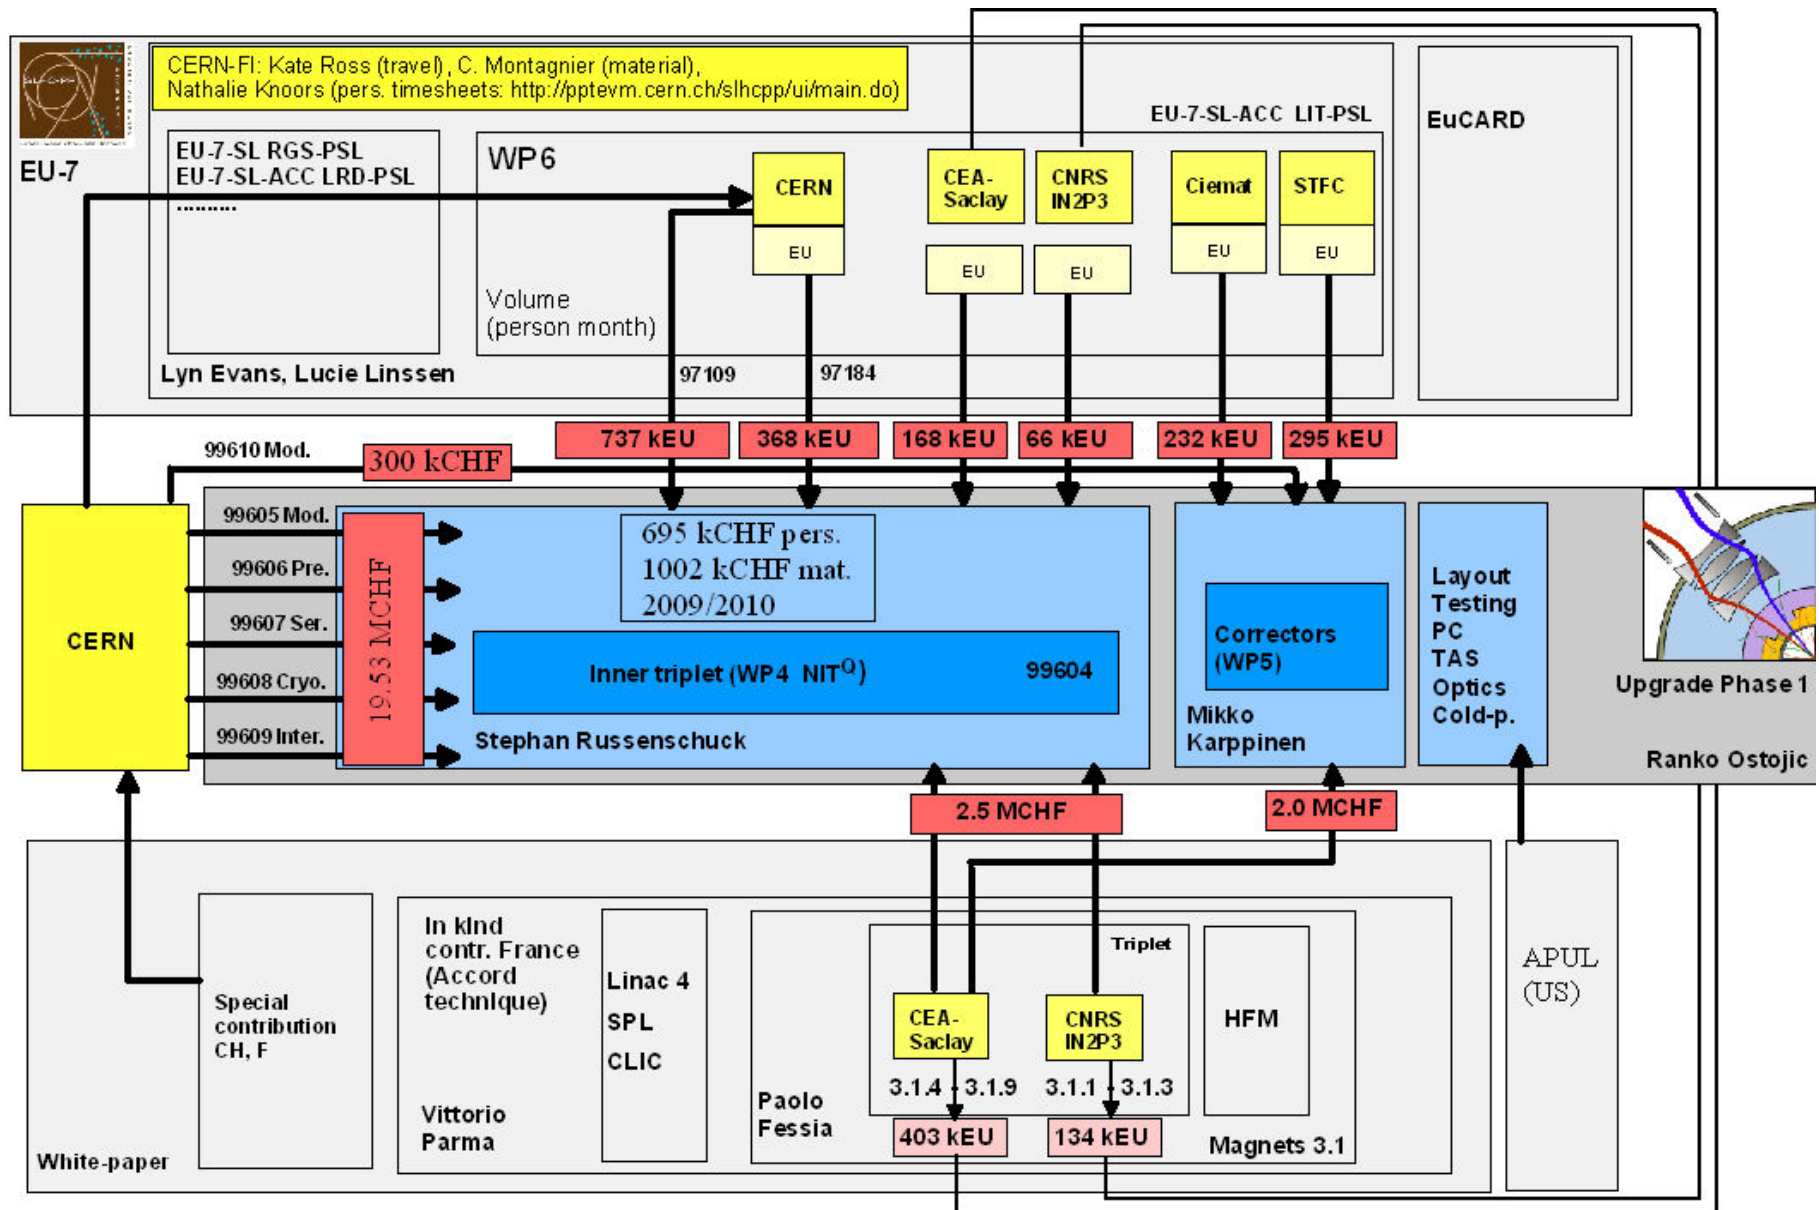 CERN-FI: Kate Ross (travel), C. Montagnier (material),
Nathalie Knoors (pers. timesheets: http://pptevm.cern.ch/slhcpp/ui/main.do)
EU-7
EU-7-SL RGS-PSL
EU-7-SL-ACC LRD-PSL
..........
Lyn Evans, Lucie Linssen
WP6
Volume
(person month)
EU-7-SL-ACC LIT-PSL
EuCARD
CERN
EU
CEA-
Saclay
EU
CNRS
IN2P3
EU
Ciemat
EU
STFC
EU
97109
97184
737 kEU
368 kEU
168 kEU
66 kEU
232 kEU
295 kEU
99610 Mod.
300 kCHF
CERN
99605 Mod.
99606 Pre.
99607 Ser.
99608 Cryo.
99609 Inter.
19.53 MCHF
695 kCHF pers.
1002 kCHF mat.
2009/2010
Inner triplet (WP4 NITQ)
99604
Stephan Russenschuck
Correctors
(WP5)
Mikko
Karppinen
Layout
Testing
PC
TAS
Optics
Cold-p.
Upgrade Phase 1
Ranko Ostojic
2.5 MCHF
2.0 MCHF
White-paper
Special
contribution
CH, F
In kind
contr. France
(Accord
technique)
Vittorio
Parma
Linac 4
SPL
CLIC
Paolo
Fessia
Triplet
CEA-
Saclay
CNRS
IN2P3
3.1.4 - 3.1.9
3.1.1 - 3.1.3
403 kEU
134 kEU
HFM
Magnets 3.1
APUL
(US)